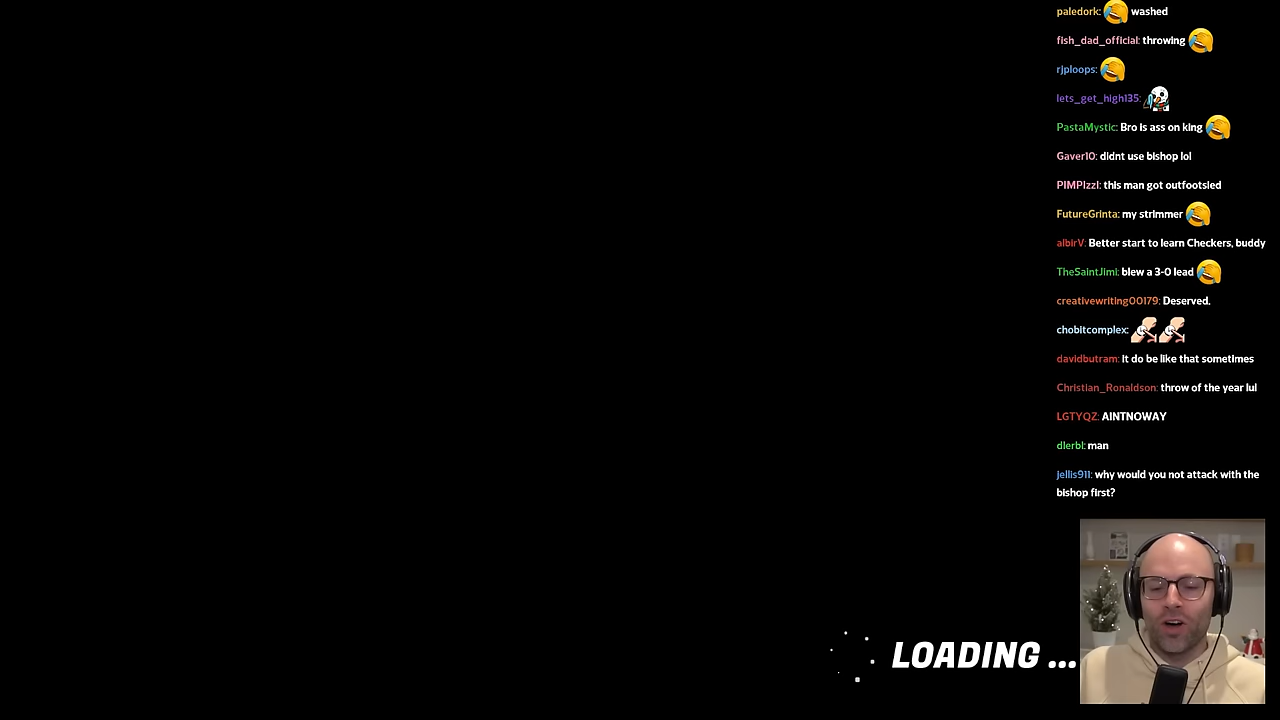 paledork: washed
fish_dad_official: throwing
rjploops:
lets_get_high135:
PastaMystic: Bro is ass on king
Gaver10: didnt use bishop lol
PIMPIzzI: this man got outfootsied
FutureGrinta: my strimmer
albirV: Better start to learn Checkers, buddy
TheSaintJimi: blew a 3-0 lead
creativewriting00179: Deserved.
chobitcomplex:
davidbutram: it do be like that sometimes
Christian_Ronaldson: throw of the year lul
LGTYQZ: AINTNOWAY
dlerbl: man
jellis911: why would you not attack with the
bishop first?
LOADING ...